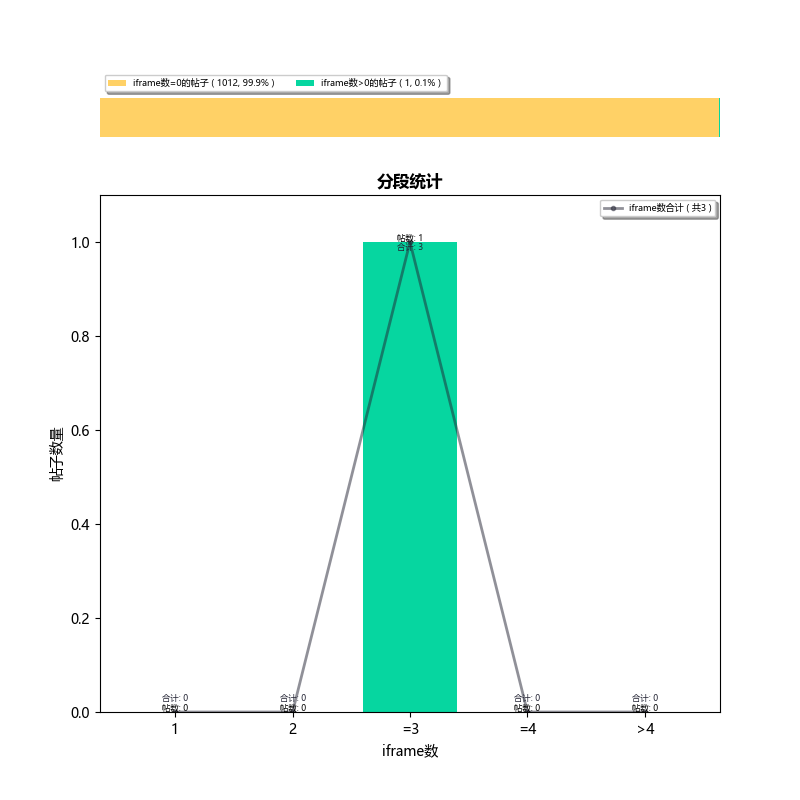 iframe数=0的帖子 ( 1012, 99.9% )
iframe数>0的帖子 ( 1, 0.1% )
分段统计
iframe数合计 ( 共3 )
帖子数量
1.0
0.8
0.6
0.4
0.2
0.0
帖数: 1
合计: 3
合计: 0
帖数: 0
合计: 0
帖数: 0
合计: 0
帖数: 0
合计: 0
帖数: 0
1
2
=3
=4
>4
iframe数